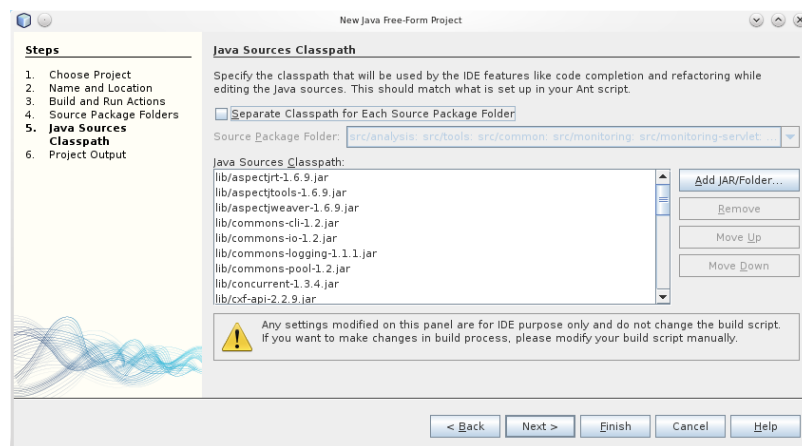 New Java Free-Form Project
Steps
1. Choose Project
2. Name and Location
3. Build and Run Actions
4. Source Package Folders
5. Java Sources
Classpath
6. Project Output
Java Sources Classpath
Specify the classpath that will be used by the IDE features like code completion and refactoring while
editing the Java sources. This should match what is set up in your Ant script.
Separate Classpath for Each Source Package Folder
Source Package Folder: src/analysis: src/tools: src/common: src/monitoring: src/monitoring-servlet: ...
Java Sources Classpath:
lib/aspectjrt-1.6.9.jar
lib/aspectjtools-1.6.9.jar
lib/aspectjweaver-1.6.9.jar
lib/commons-cli-1.2.jar
lib/commons-io-1.2.jar
lib/commons-logging-1.1.1.jar
lib/commons-pool-1.2.jar
lib/concurrent-1.3.4.jar
lib/cxf-api-2.2.9.jar
Add JAR/Folder...
Remove
Move Up
Move Down
Any settings modified on this panel are for IDE purpose only and do not change the build script.
If you want to make changes in build process, please modify your build script manually.
< Back Next > Finish Cancel Help